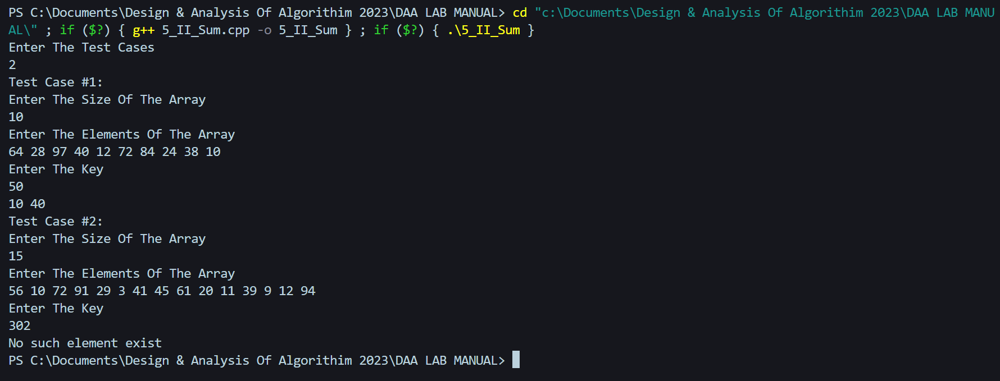 PS C:\Documents\Design & Analysis Of Algorithim 2023\DAA LAB MANUAL> cd "c:\Documents\Design & Analysis Of Algorithim 2023\DAA LAB MANU
AL\" ; if ($?) { g++ 5_II_Sum.cpp -o 5_II_Sum } ; if ($?) { .\5_II_Sum }
Enter The Test Cases
2
Test Case #1:
Enter The Size Of The Array
10
Enter The Elements Of The Array
64 28 97 40 12 72 84 24 38 10
Enter The Key
50
10 40
Test Case #2:
Enter The Size Of The Array
15
Enter The Elements Of The Array
56 10 72 91 29 3 41 45 61 20 11 39 9 12 94
Enter The Key
302
No such element exist
PS C:\Documents\Design & Analysis Of Algorithim 2023\DAA LAB MANUAL>